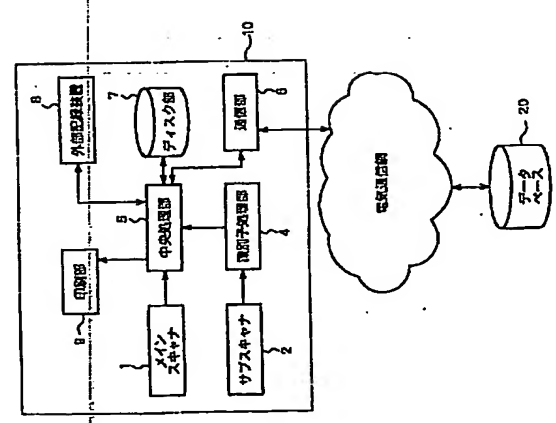 9
印刷部
8
外部記録装置
1
メイン
スキャナ
5
中央処理部
7
ディスク部
2
サブスキャナ
4
識別子処理部
6
通信部
10
電気通信網
データ
ベース
20